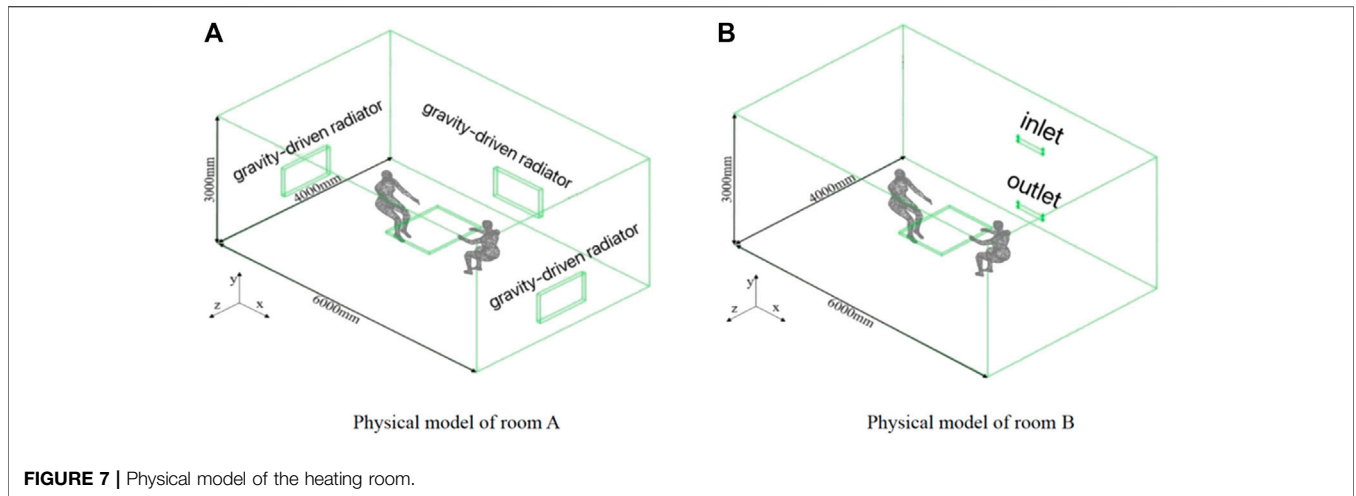 A
gravity-driven radiator
gravity-driven radiator
3000mm
4000mm
gravity-driven radiator
6000mm
y
z
x
Physical model of room A
B
inlet
outlet
3000mm
4000mm
6000mm
y
z
x
Physical model of room B
FIGURE 7 | Physical model of the heating room.